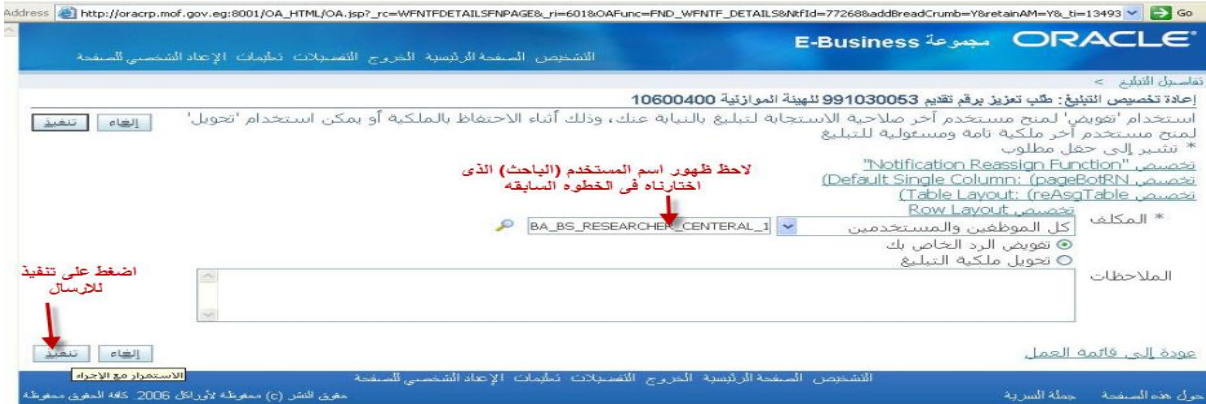 Address http://oracrp.mof.gov.eg:8001/OA_HTML/OA.jsp?_rc=WFNTFDETAILSFNPAGE&_ri=601&OAFunc=FND_WFNTF_DETAILS&NtfId=77268&addBreadCrumb=Y&retainAM=Y&_ti=13493 Go
ORACLE مجموعة E-Business
التشخيص الصفحة الرئيسية الخروج التفضيلات تعليمات الإعداد الشخصي للصفحة
تفاصيل التبليغ >
إعادة تخصيص التبليغ: طلب تعزيز برقم تقديم 991030053 للهيئة الموازنية 10600400
إلغاء تنفيذ
استخدام 'تفويض' لمنح مستخدم آخر صلاحية الاستجابة لتبليغ بالنيابة عنك، وذلك أثناء الاحتفاظ بالملكية أو يمكن استخدام 'تحويل'
لمنح مستخدم آخر ملكية تامة ومسئولية للتبليغ
* تشير إلى حقل مطلوب
تخصيص "Notification Reassign Function"
تخصيص Default Single Column: (pageBotRN)
تخصيص Table Layout: (reAsgTable)
تخصيص Row Layout
لاحظ ظهور اسم المستخدم (الباحث) الذى
اختارناه فى الخطوه السابقه
* المكلف كل الموظفين والمستخدمين BA_BS_RESEARCHER_CENTERAL_1
تفويض الرد الخاص بك
تحويل ملكية التبليغ
الملاحظات
اضغط على تنفيذ
للارسال
عودة إلى قائمة العمل
إلغاء تنفيذ
الاستمرار مع الإجراء
التشخيص الصفحة الرئيسية الخروج التفضيلات تعليمات الإعداد الشخصي للصفحة
حول هذه الصفحة جملة السرية حقوق النشر (c) محفوظة لأوراكل 2006. كافة الحقوق محفوظة